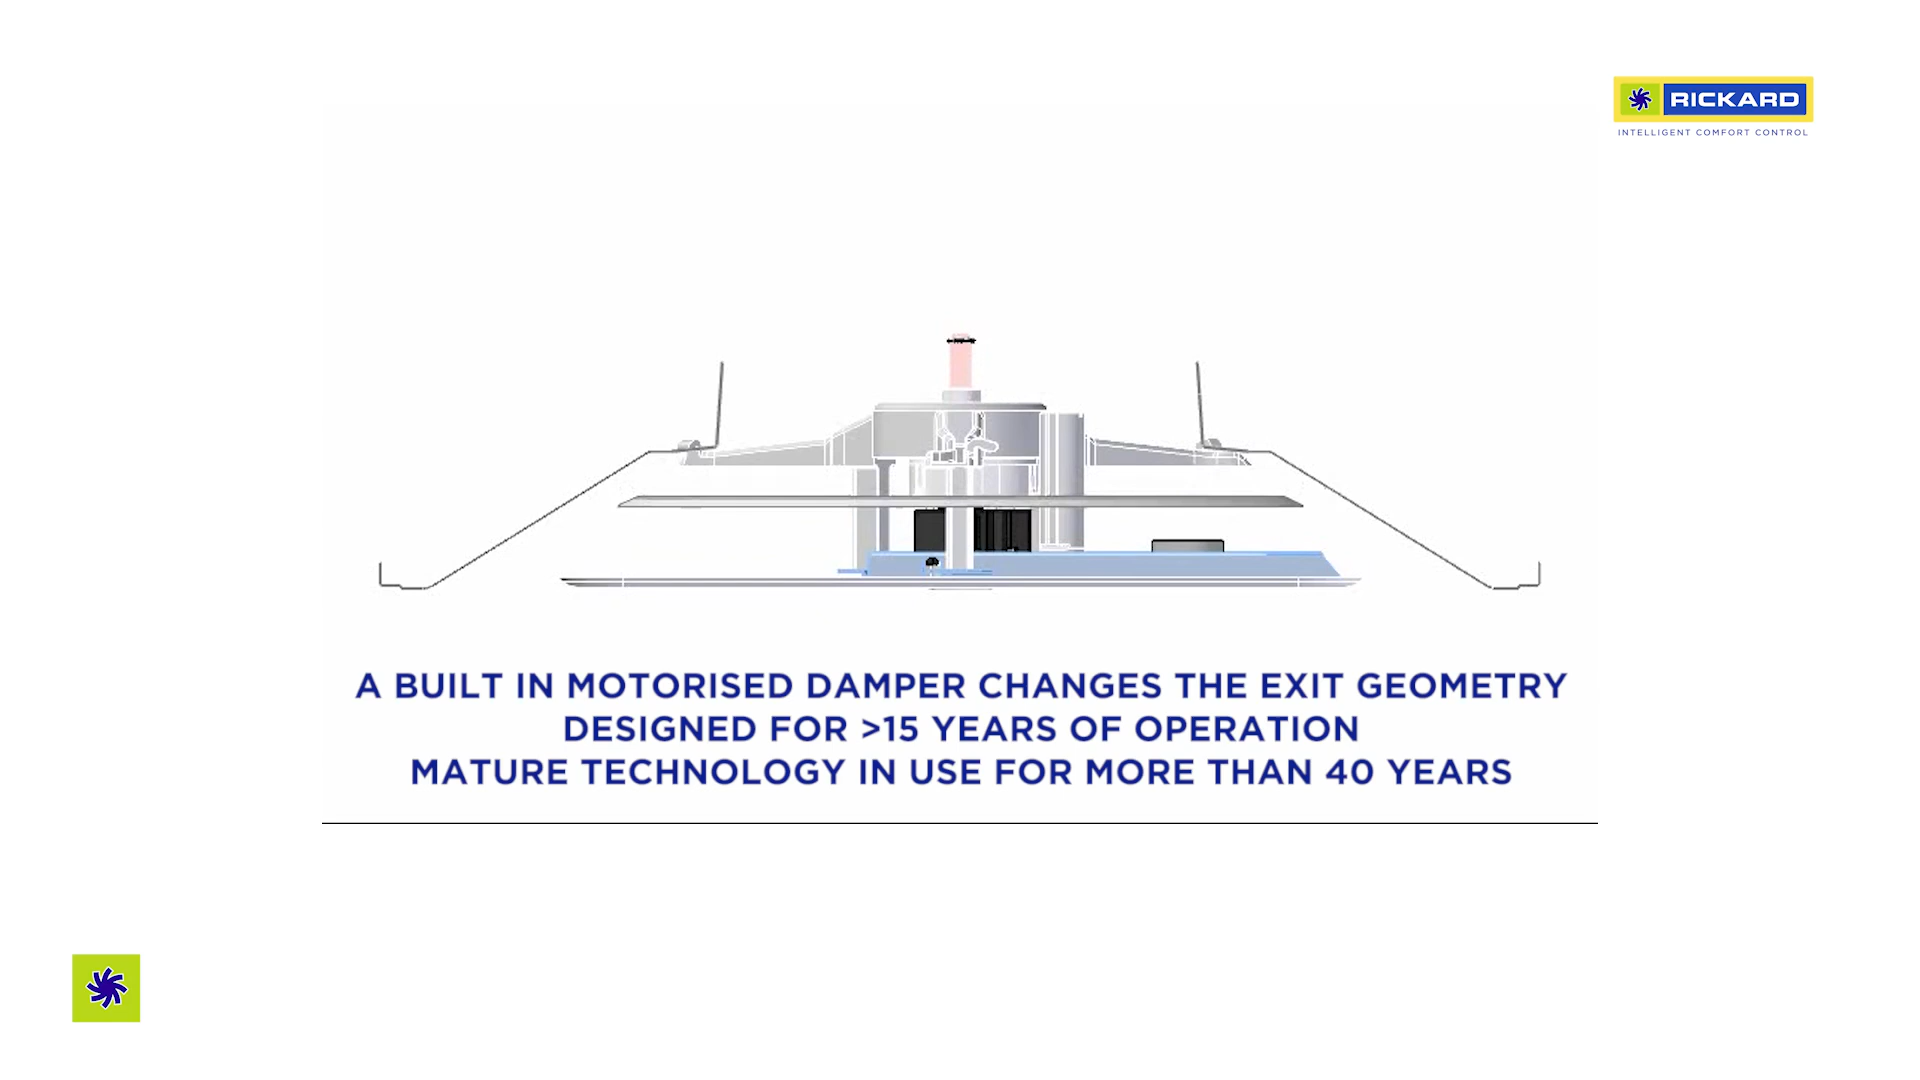 RICKARD
INTELLIGENT COMFORT CONTROL
A BUILT IN MOTORISED DAMPER CHANGES THE EXIT GEOMETRY
DESIGNED FOR >15 YEARS OF OPERATION
MATURE TECHNOLOGY IN USE FOR MORE THAN 40 YEARS